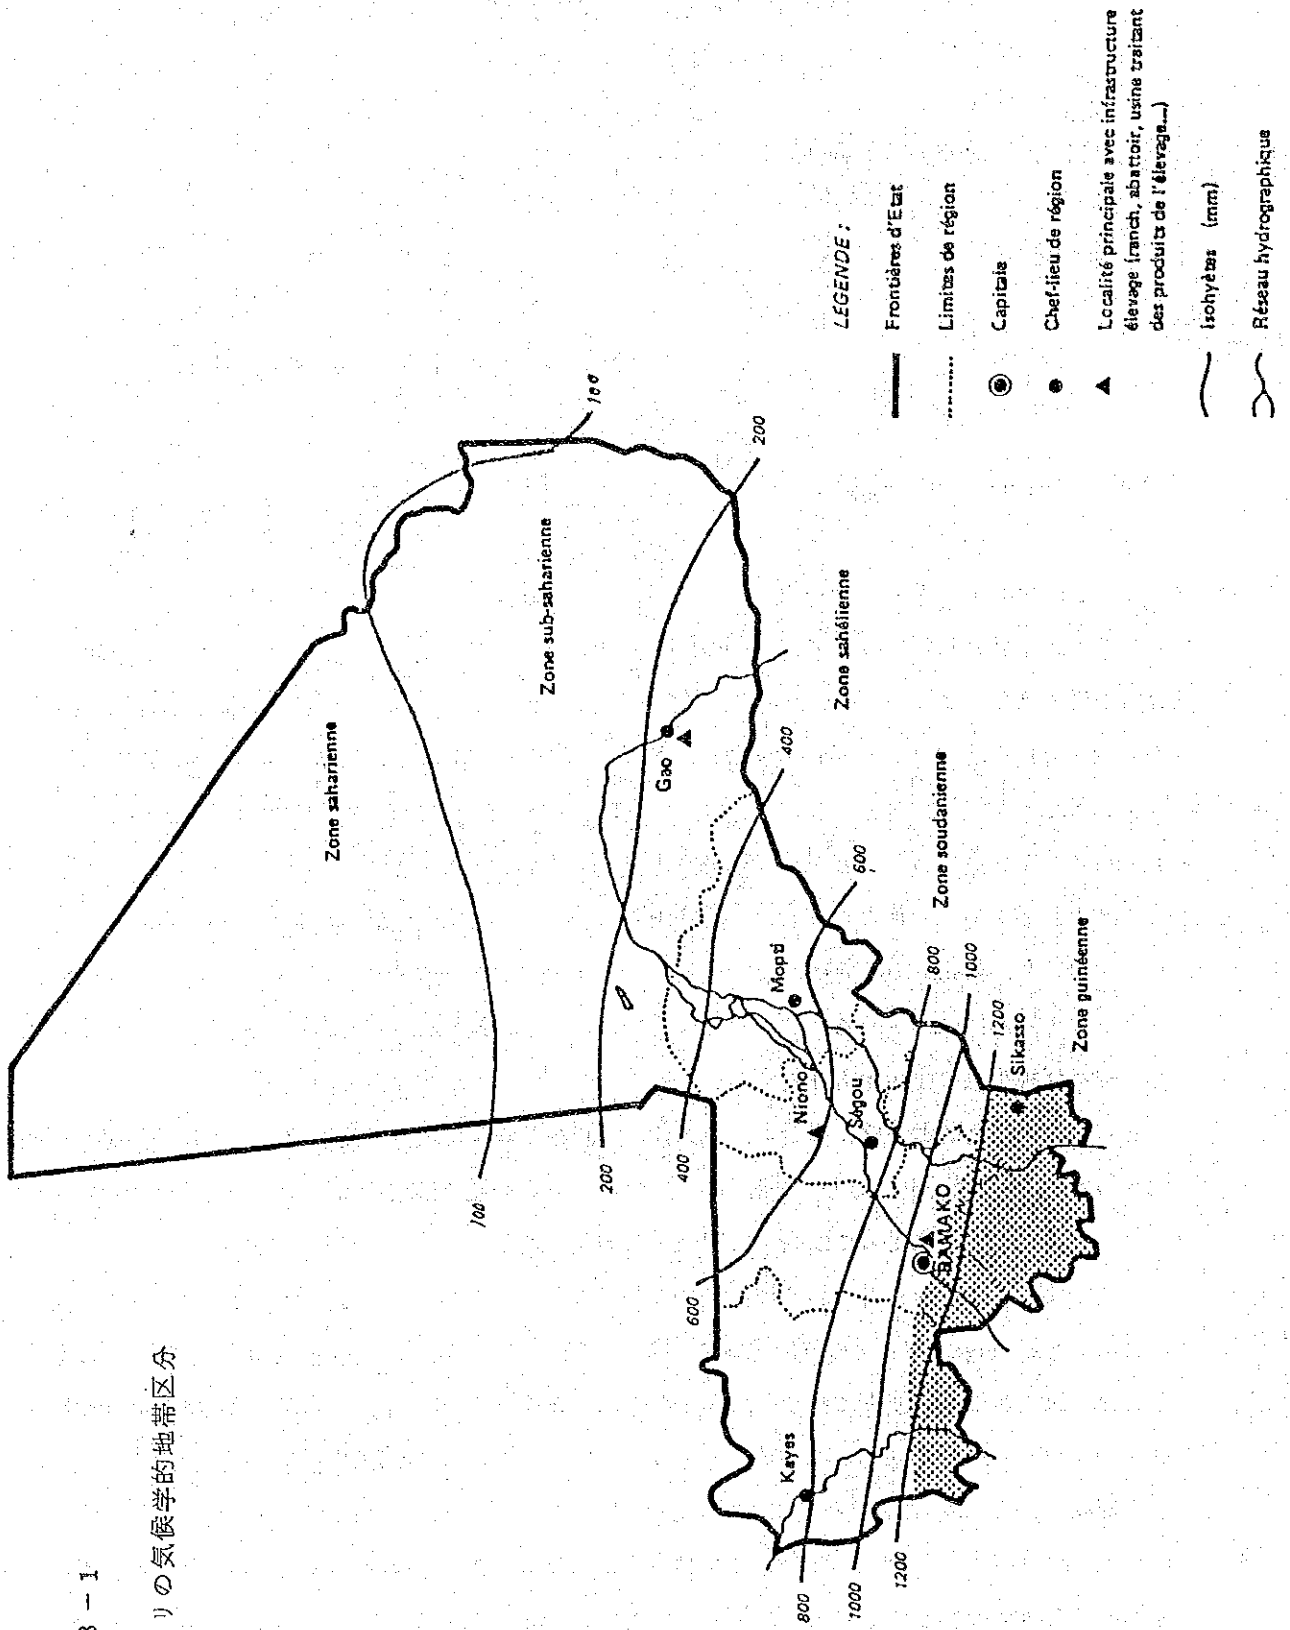 3-1
リの気候学的地帯区分
Zone saharienne
Zone sub-saharienne
Zone sahélienne
Zone soudanienne
Zone guinéenne
100
100
200
200
400
400
600
600
800
800
1000
1000
1200
1200
Gao
Mopti
Niono
Ségou
Kayes
BAMAKO
Sikasso
LEGENDE :
Frontières d'Etat
Limites de région
Capitale
Chef-lieu de région
Localité principale avec infrastructure
élevage (ranch, abattoir, usine traitant
des produits de l'élevage...)
Isohyètes (mm)
Réseau hydrographique